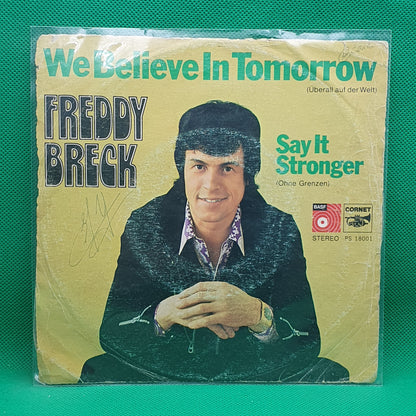 We Believe In Tomorrow
(Überall auf der Welt)
FREDDY
BRECK
Say It
Stronger
(Ohne Grenzen)
BASF
CORNET
STEREO PS 18001